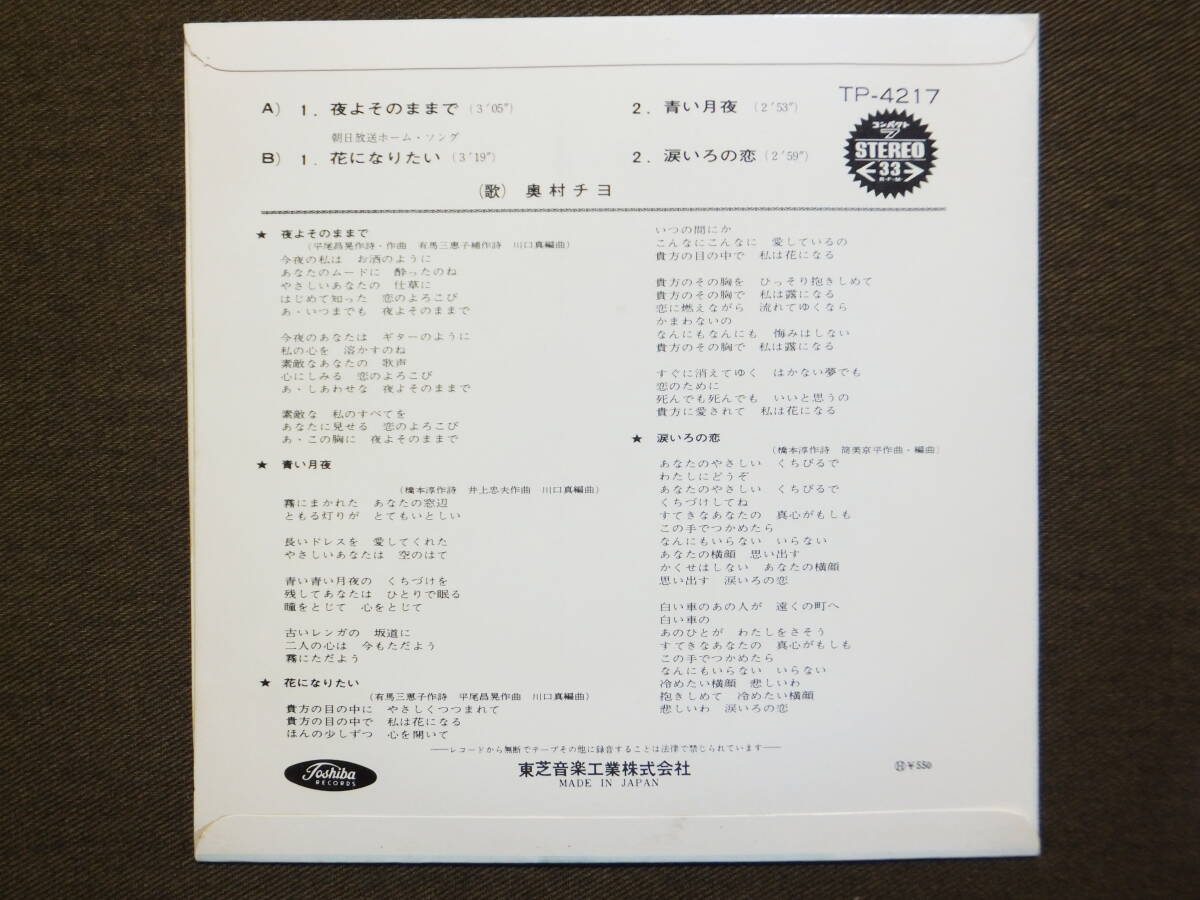 A) 1. 夜よそのままで (3′05″) 2. 青い月夜 (2′53″)
朝日放送ホーム・ソング
B) 1. 花になりたい (3′19″) 2. 涙いろの恋 (2′59″)
(歌) 奥村チヨ
TP-4217
コンパクト
7
STEREO
33
★ 夜よそのままで
(平尾昌晃作詩・作曲 有馬三恵子補作詩 川口真編曲)
今夜の私は お酒のように
あなたのムードに 酔ったのね
やさしいあなたの 仕草に
はじめて知った 恋のよろこび
あ・いつまでも 夜よそのままで
今夜のあなたは ギターのように
私の心を 溶かすのね
素敵なあなたの 歌声
心にしみる 恋のよろこび
あ・しあわせな 夜よそのままで
素敵な 私のすべてを
あなたに見せる 恋のよろこび
あ・この胸に 夜よそのままで
★ 青い月夜
(橋本淳作詩 井上忠夫作曲 川口真編曲)
霧にまかれた あなたの窓辺
ともる灯りが とてもいとしい
長いドレスを 愛してくれた
やさしいあなたは 空のはて
青い青い月夜の くちづけを
残してあなたは ひとりで眠る
瞳をとじて 心をとじて
古いレンガの 坂道に
二人の心は 今もただよう
霧にただよう
★ 花になりたい
(有馬三恵子作詩 平尾昌晃作曲 川口真編曲)
貴方の目の中に やさしくつつまれて
貴方の目の中で 私は花になる
ほんの少しずつ 心を開いて
いつの間にか
こんなにこんなに 愛しているの
貴方の目の中で 私は花になる
貴方のその胸を ひっそり抱きしめて
貴方のその胸で 私は露になる
恋に燃えながら 流れてゆくなら
かまわないの
なんにもなんにも 悔みはしない
貴方のその胸で 私は露になる
すぐに消えてゆく はかない夢でも
恋のために
死んでも死んでも いいと思うの
貴方に愛されて 私は花になる
★ 涙いろの恋
(橋本淳作詩 筒美京平作曲・編曲)
あなたのやさしい くちびるで
わたしにどうぞ
あなたのやさしい くちびるで
くちづけしてね
すてきなあなたの 真心がもしも
この手でつかめたら
なんにもいらない いらない
あなたの横顔 思い出す
かくせはしない あなたの横顔
思い出す 涙いろの恋
白い車のあの人が 遠くの町へ
白い車の
あのひとが わたしをさそう
すてきなあなたの 真心がもしも
この手でつかめたら
なんにもいらない いらない
冷めたい横顔 悲しいわ
抱きしめて 冷めたい横顔
悲しいわ 涙いろの恋
——レコードから無断でテープその他に録音することは法律で禁じられています——
Toshiba
RECORDS
東芝音楽工業株式会社
MADE IN JAPAN
¥550